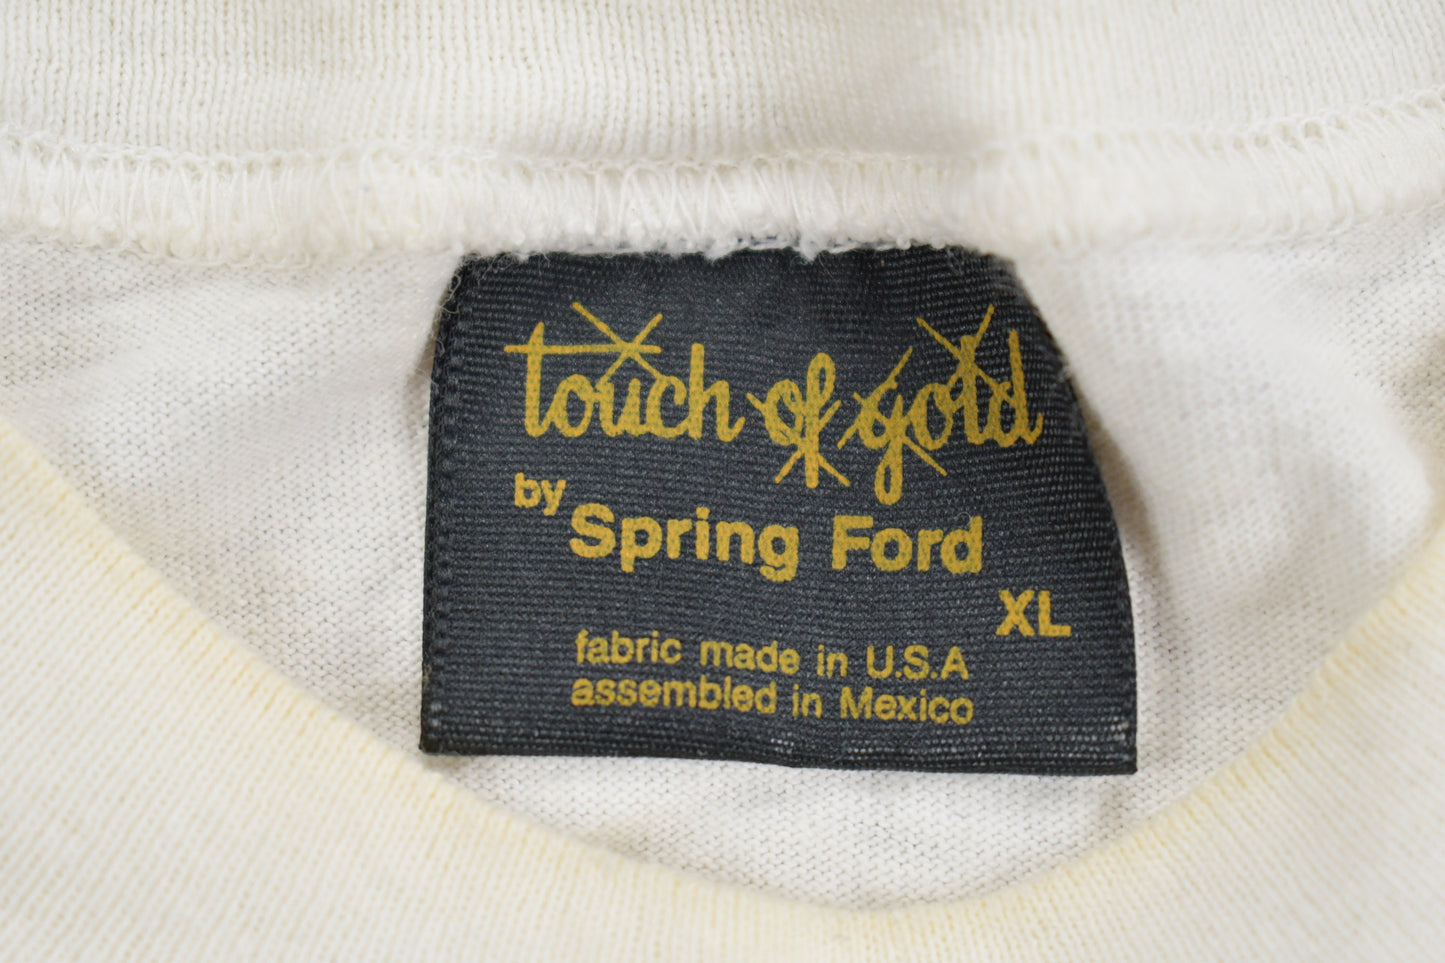 touch of gold
by Spring Ford
XL
fabric made in U.S.A
assembled in Mexico